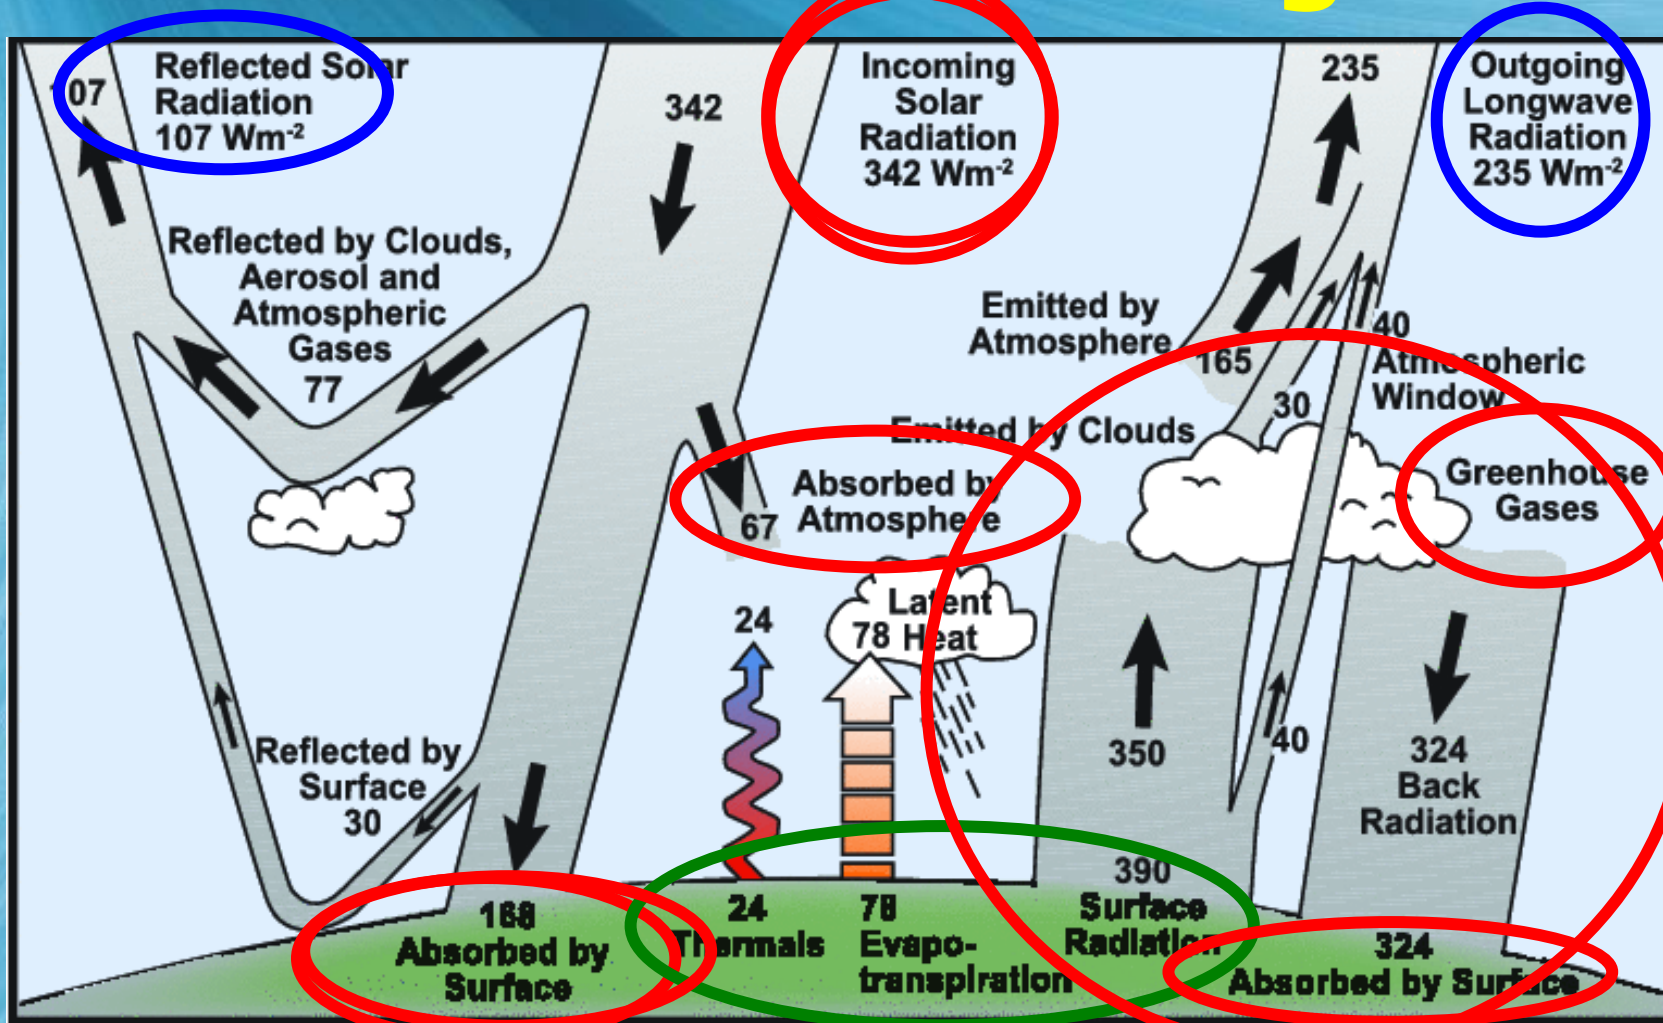 107
Reflected Solar
Radiation
107 Wm-2
342
Incoming
Solar
Radiation
342 Wm-2
235
Outgoing
Longwave
Radiation
235 Wm-2
Reflected by Clouds,
Aerosol and
Atmospheric
Gases
77
Emitted by
Atmosphere
165
40
Atmospheric
Window
30
Emitted by Clouds
Absorbed by
Atmosphere
67
Greenhouse
Gases
24
Latent
78 Heat
Reflected by
Surface
30
350
40
324
Back
Radiation
168
Absorbed by
Surface
24
Thermals
78
Evapo-
transpiration
390
Surface
Radiation
324
Absorbed by Surface